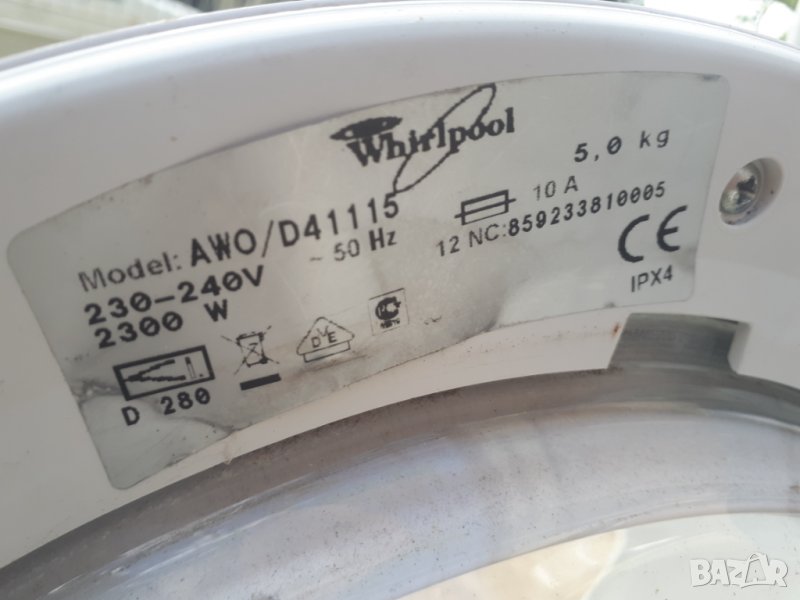 Whirlpool
5,0 kg
Model: AWO/D41115
10 A
230-240V ~ 50 Hz
12 NC:859233810005
2300 W
CE
IPX4
D V E
D 280
BAZAR